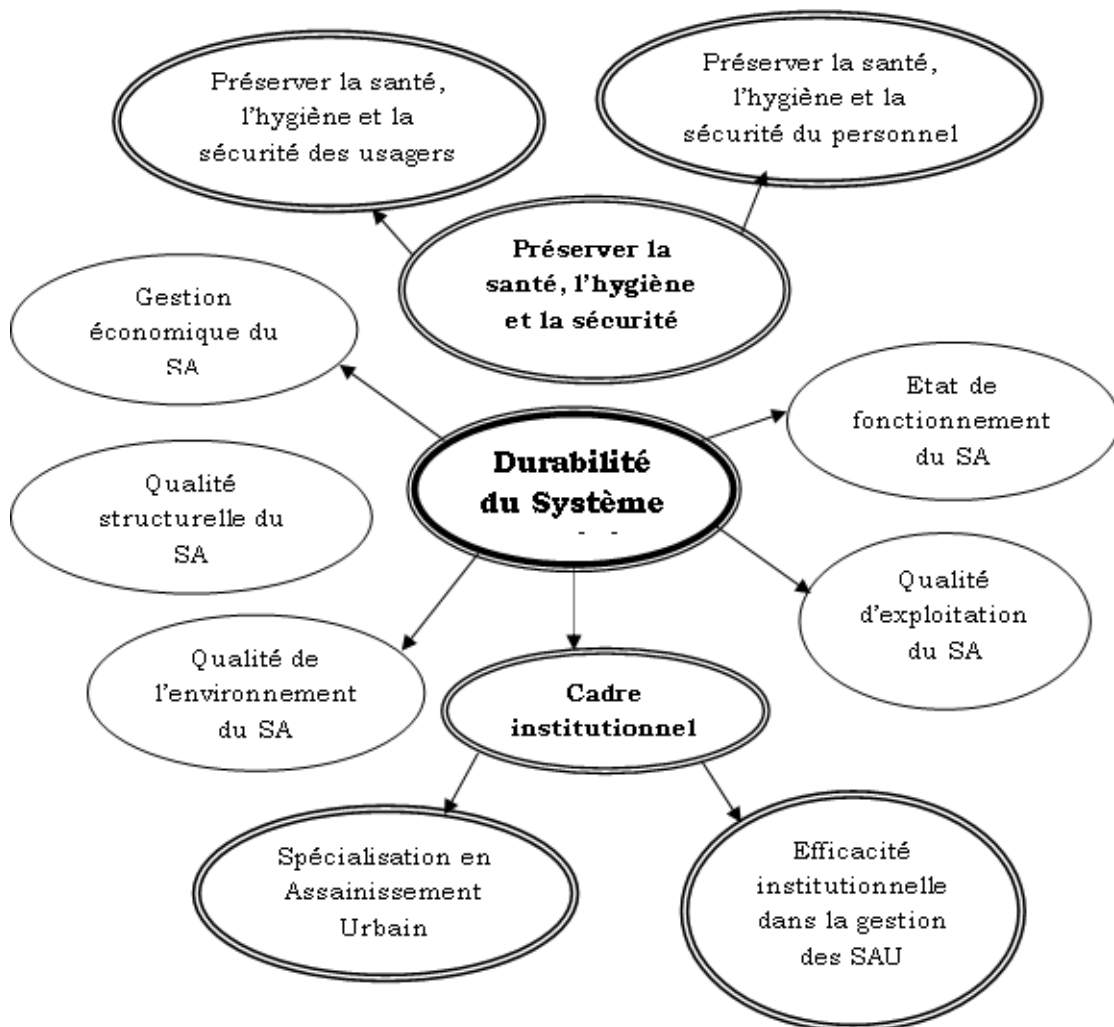 Préserver la santé,
l'hygiène et la
sécurité des usagers
Préserver la santé,
l'hygiène et la
sécurité du personnel
Préserver la
santé, l'hygiène
et la sécurité
Gestion
économique du
SA
Etat de
fonctionnement
du SA
Durabilité
du Système
Qualité
structurelle du
SA
Qualité
d'exploitation
du SA
Qualité de
l'environnement
du SA
Cadre
institutionnel
Spécialisation en
Assainissement
Urbain
Efficacité
institutionnelle
dans la gestion
des SAU